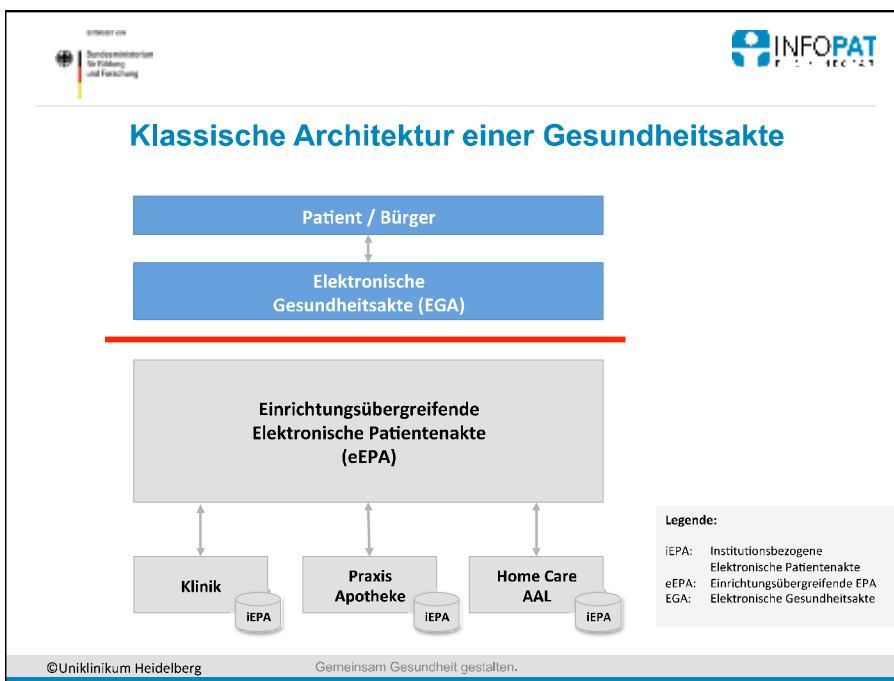 Bundesministerium
für Bildung
und Forschung
INFOPAT
Klassische Architektur einer Gesundheitsakte
Patient / Bürger
Elektronische
Gesundheitsakte (EGA)
Einrichtungsübergreifende
Elektronische Patientenakte
(eEPA)
Klinik
iEPA
Praxis
Apotheke
iEPA
Home Care
AAL
iEPA
Legende:
iEPA: Institutionsbezogene
Elektronische Patientenakte
eEPA: Einrichtungsübergreifende EPA
EGA: Elektronische Gesundheitsakte
©Uniklinikum Heidelberg
Gemeinsam Gesundheit gestalten.